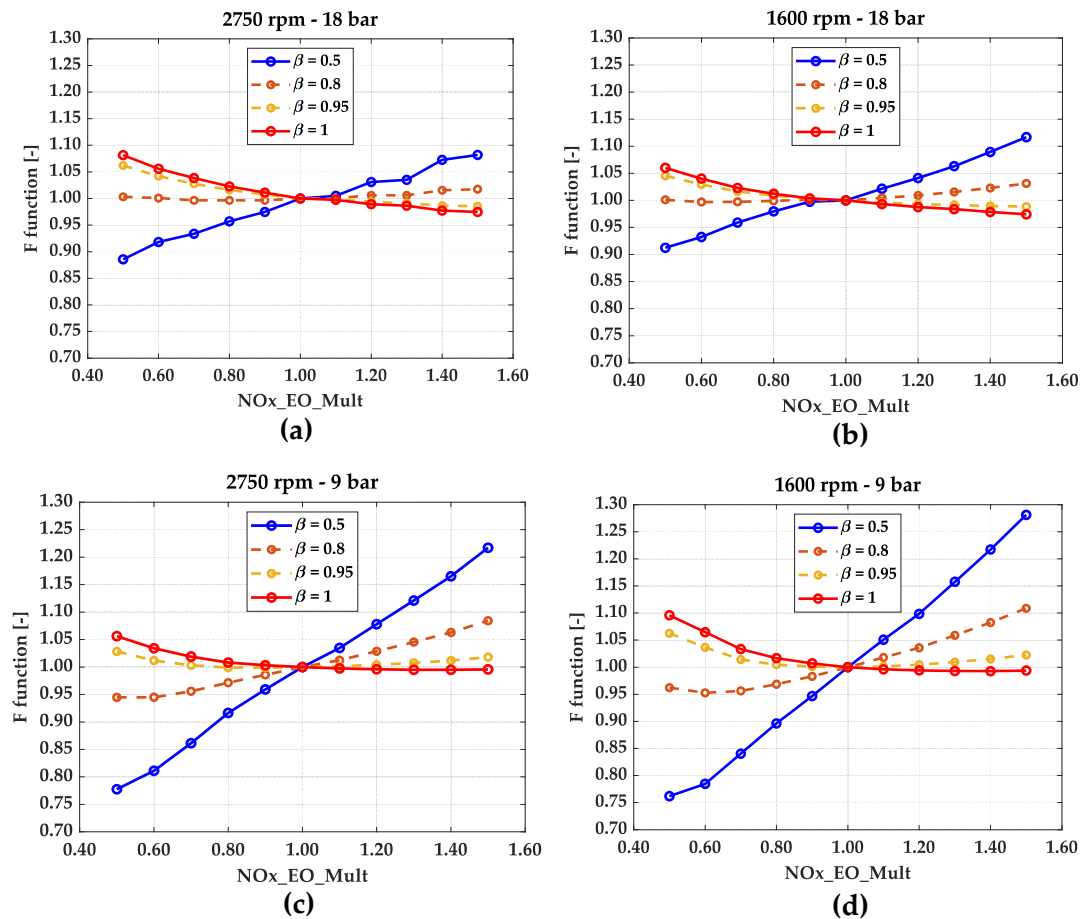 2750 rpm - 18 bar
1.30
1.25
1.20
1.15
1.10
1.05
1.00
0.95
0.90
0.85
0.80
0.75
0.70
F function [-]
β = 0.5
β = 0.8
β = 0.95
β = 1
0.40 0.60 0.80 1.00 1.20 1.40 1.60
NOx_EO_Mult
(a)
1600 rpm - 18 bar
1.30
1.25
1.20
1.15
1.10
1.05
1.00
0.95
0.90
0.85
0.80
0.75
0.70
F function [-]
β = 0.5
β = 0.8
β = 0.95
β = 1
0.40 0.60 0.80 1.00 1.20 1.40 1.60
NOx_EO_Mult
(b)
2750 rpm - 9 bar
1.30
1.25
1.20
1.15
1.10
1.05
1.00
0.95
0.90
0.85
0.80
0.75
0.70
F function [-]
β = 0.5
β = 0.8
β = 0.95
β = 1
0.40 0.60 0.80 1.00 1.20 1.40 1.60
NOx_EO_Mult
(c)
1600 rpm - 9 bar
1.30
1.25
1.20
1.15
1.10
1.05
1.00
0.95
0.90
0.85
0.80
0.75
0.70
F function [-]
β = 0.5
β = 0.8
β = 0.95
β = 1
0.40 0.60 0.80 1.00 1.20 1.40 1.60
NOx_EO_Mult
(d)